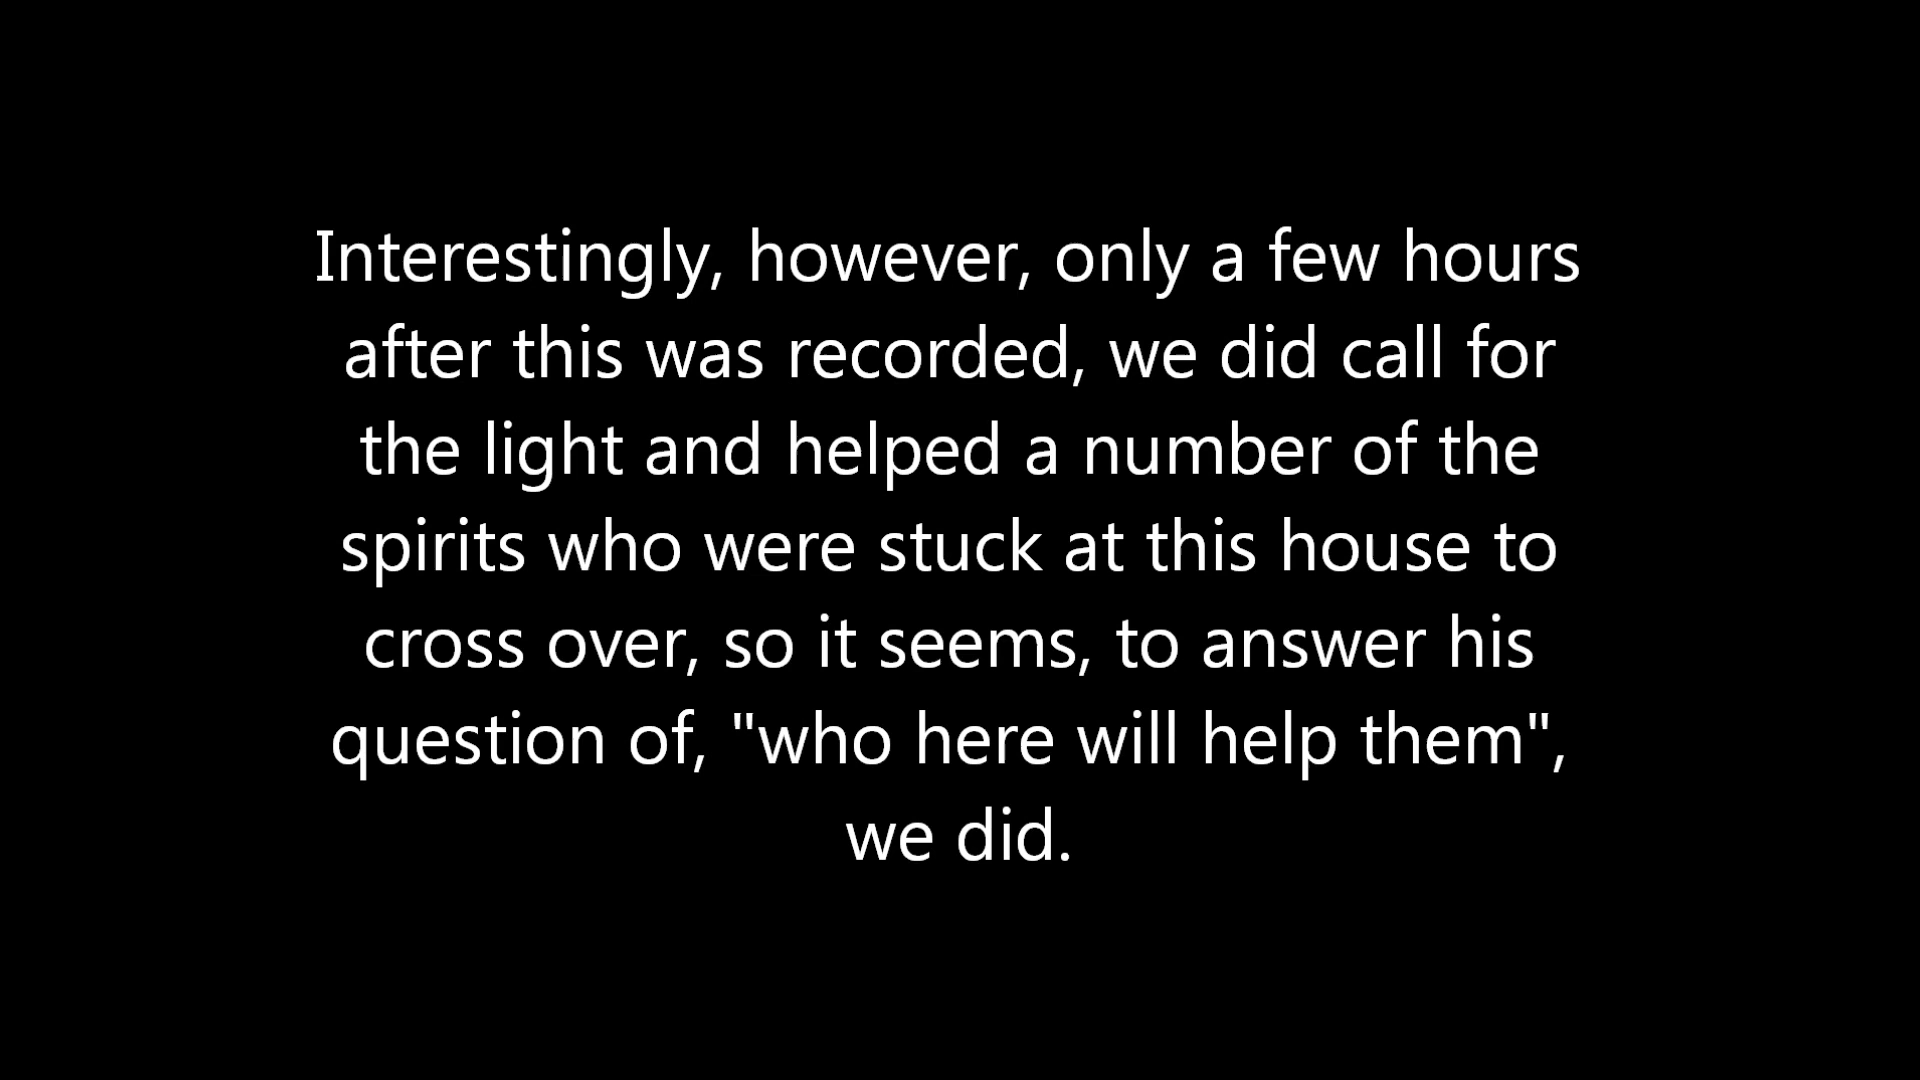 Interestingly, however, only a few hours
after this was recorded, we did call for
the light and helped a number of the
spirits who were stuck at this house to
cross over, so it seems, to answer his
question of, "who here will help them",
we did.